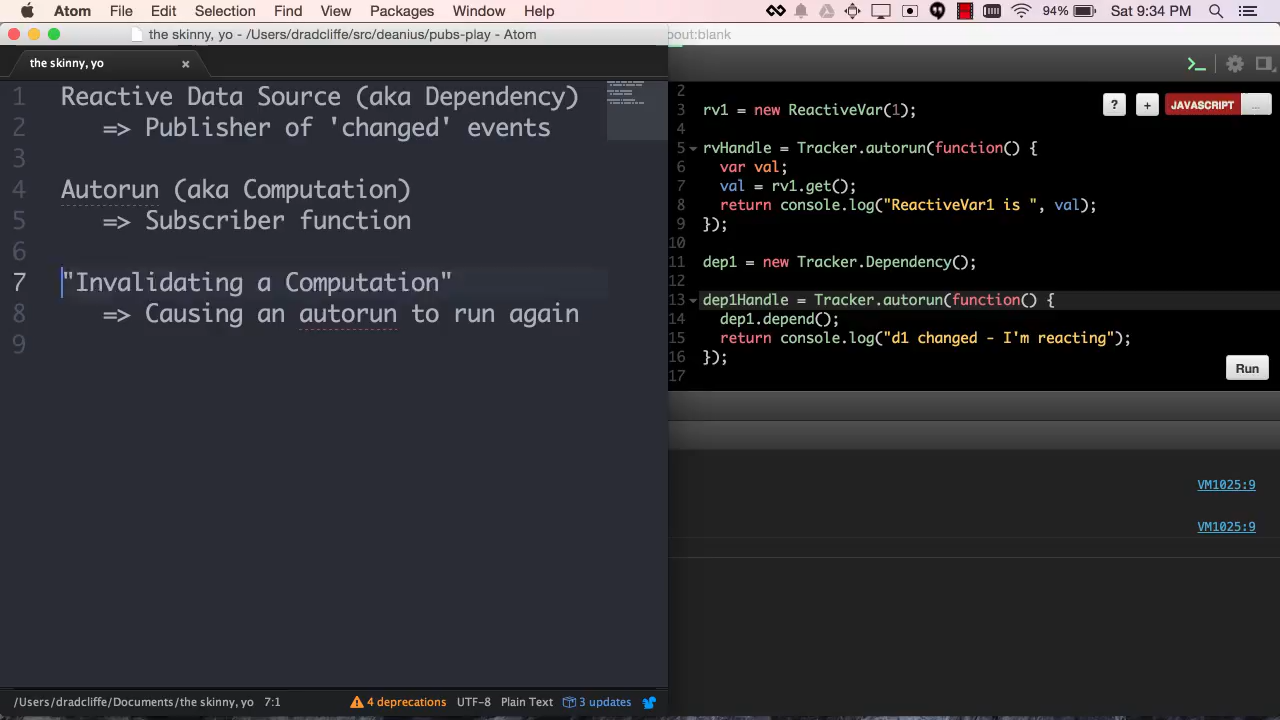 Atom File Edit Selection Find View Packages Window Help 94% Sat 9:34 PM
the skinny, yo - /Users/dradcliffe/src/deanius/pubs-play - Atom
bout:blank
the skinny, yo ×
1 Reactive Data Source (aka Dependency)
2 => Publisher of 'changed' events
3
4 Autorun (aka Computation)
5 => Subscriber function
6
7 "Invalidating a Computation"
8 => Causing an autorun to run again
9
? + JAVASCRIPT ...
2
3 rv1 = new ReactiveVar(1);
4
5 rvHandle = Tracker.autorun(function() {
6 var val;
7 val = rv1.get();
8 return console.log("ReactiveVar1 is ", val);
9 });
10
11 dep1 = new Tracker.Dependency();
12
13 dep1Handle = Tracker.autorun(function() {
14 dep1.depend();
15 return console.log("d1 changed - I'm reacting");
16 });
17
Run
VM1025:9
VM1025:9
/Users/dradcliffe/Documents/the skinny, yo 7:1 4 deprecations UTF-8 Plain Text 3 updates